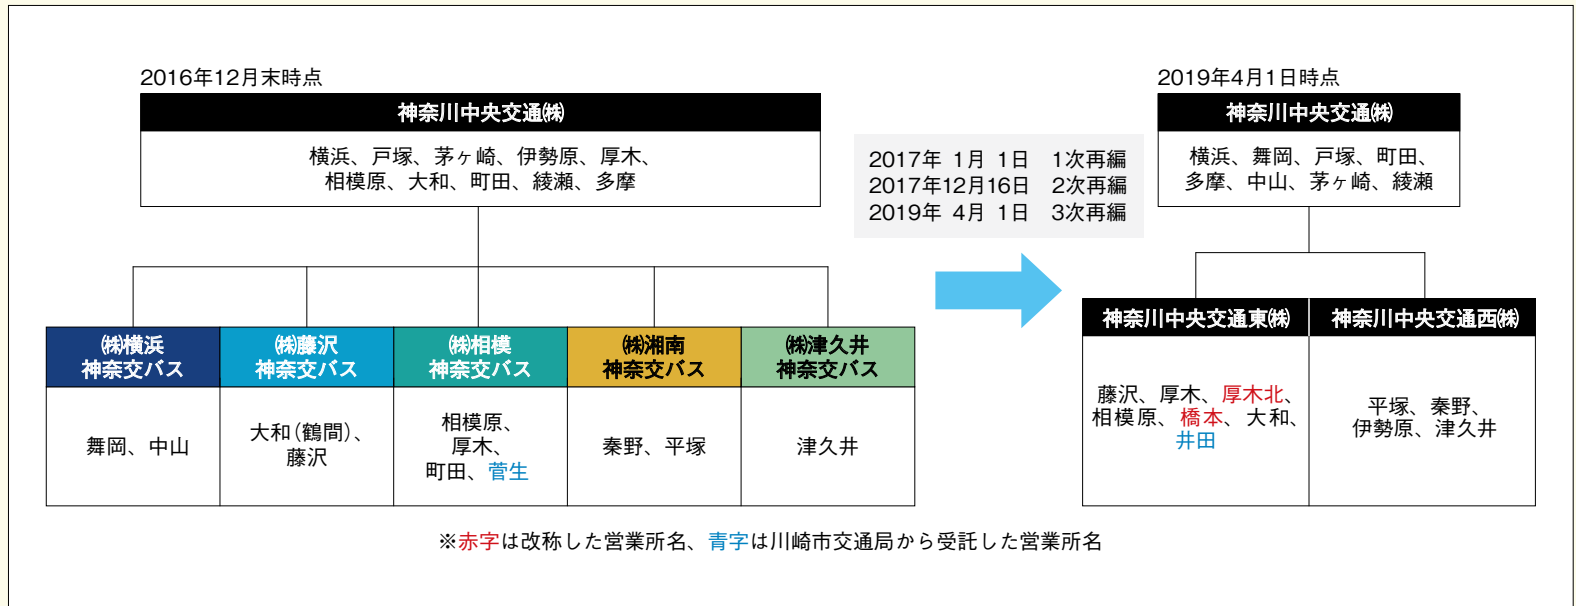 2016年12月末時点
神奈川中央交通㈱
横浜、戸塚、茅ヶ崎、伊勢原、厚木、
相模原、大和、町田、綾瀬、多摩
㈱横浜
神奈交バス
舞岡、中山
㈱藤沢
神奈交バス
大和(鶴間)、
藤沢
㈱相模
神奈交バス
相模原、
厚木、
町田、菅生
㈱湘南
神奈交バス
秦野、平塚
㈱津久井
神奈交バス
津久井
2017年 1月 1日 1次再編
2017年12月16日 2次再編
2019年 4月 1日 3次再編
2019年4月1日時点
神奈川中央交通㈱
横浜、舞岡、戸塚、町田、
多摩、中山、茅ヶ崎、綾瀬
神奈川中央交通東㈱
藤沢、厚木、厚木北、
相模原、橋本、大和、
井田
神奈川中央交通西㈱
平塚、秦野、
伊勢原、津久井
※赤字は改称した営業所名、青字は川崎市交通局から受託した営業所名